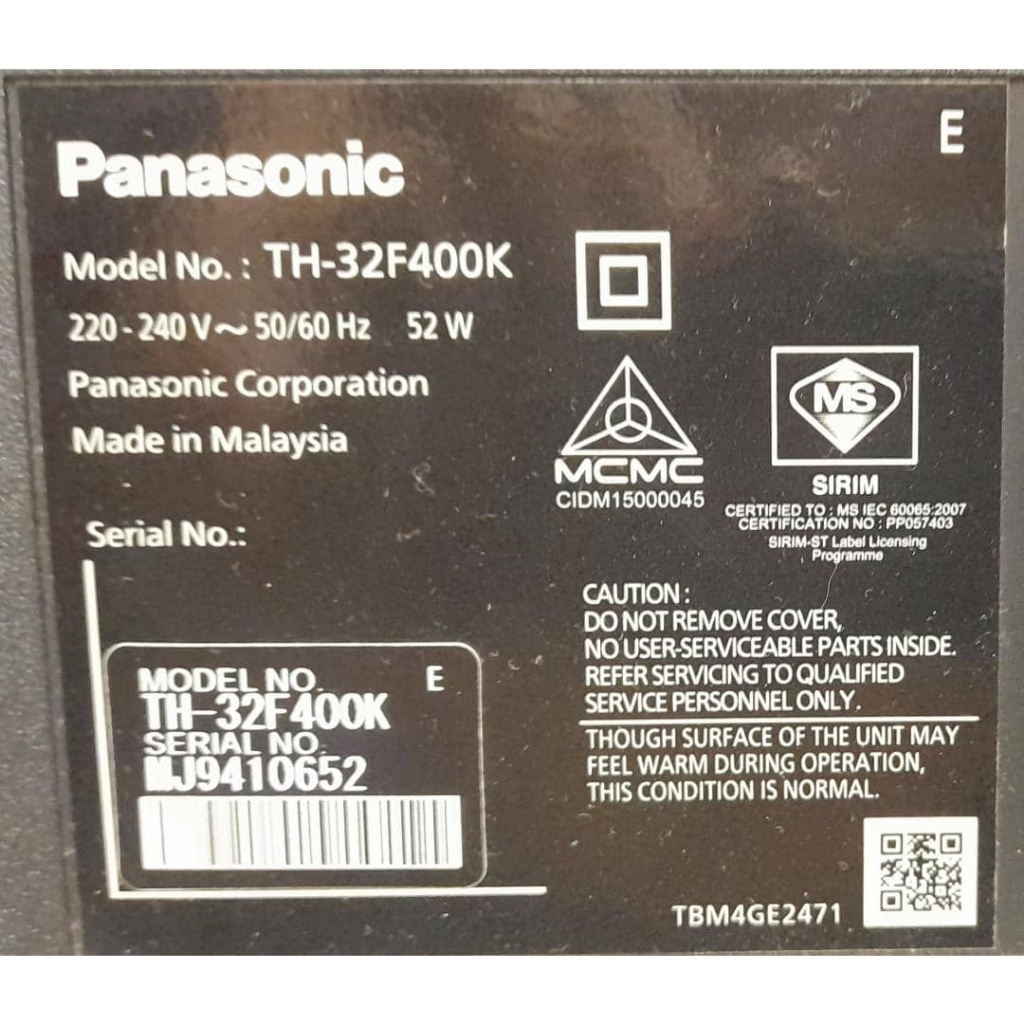 E
Panasonic
Model No. : TH-32F400K
220 - 240 V~ 50/60 Hz 52 W
Panasonic Corporation
Made in Malaysia
MCMC
CIDM15000045
MS
SIRIM
CERTIFIED TO : MS IEC 60065:2007
CERTIFICATION NO : PP057403
SIRIM-ST Label Licensing
Programme
Serial No.:
MODEL NO. E
TH-32F400K
SERIAL NO.
MJ9410652
CAUTION :
DO NOT REMOVE COVER,
NO USER-SERVICEABLE PARTS INSIDE.
REFER SERVICING TO QUALIFIED
SERVICE PERSONNEL ONLY.
THOUGH SURFACE OF THE UNIT MAY
FEEL WARM DURING OPERATION,
THIS CONDITION IS NORMAL.
TBM4GE2471